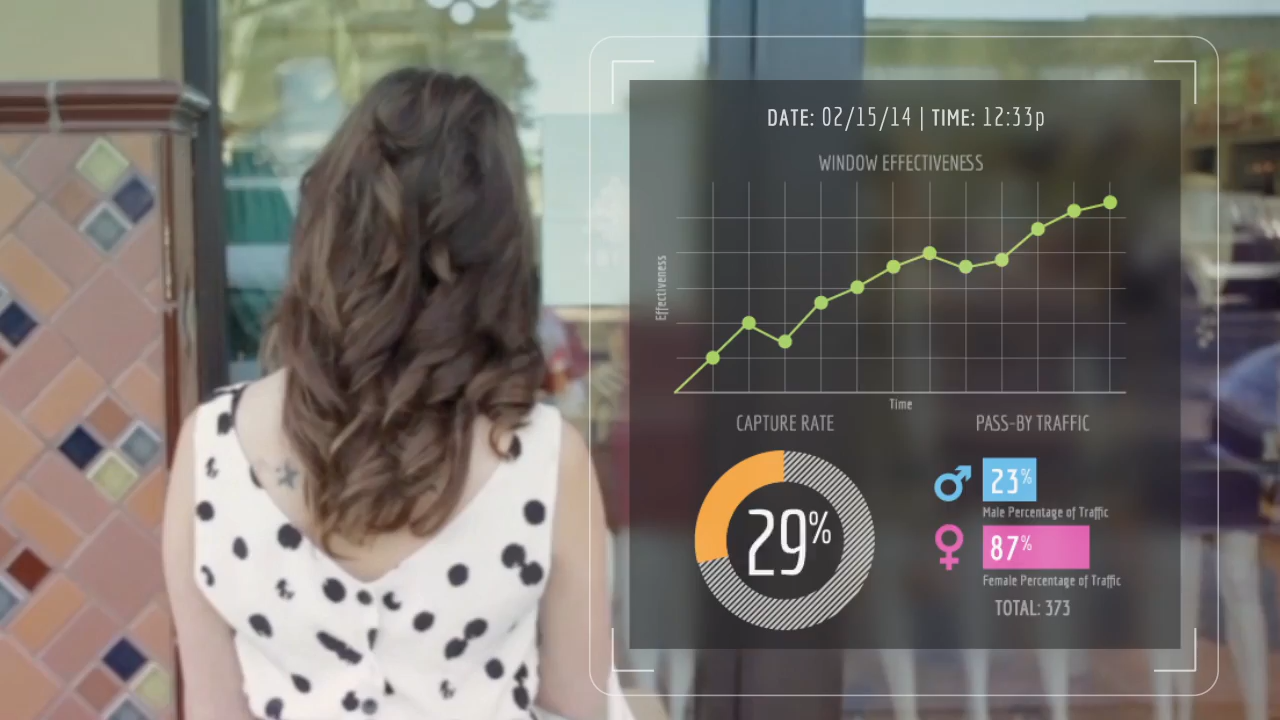 DATE: 02/15/14 | TIME: 12:33p
WINDOW EFFECTIVENESS
Effectiveness
Time
CAPTURE RATE
29%
PASS-BY TRAFFIC
23%
Male Percentage of Traffic
87%
Female Percentage of Traffic
TOTAL: 373